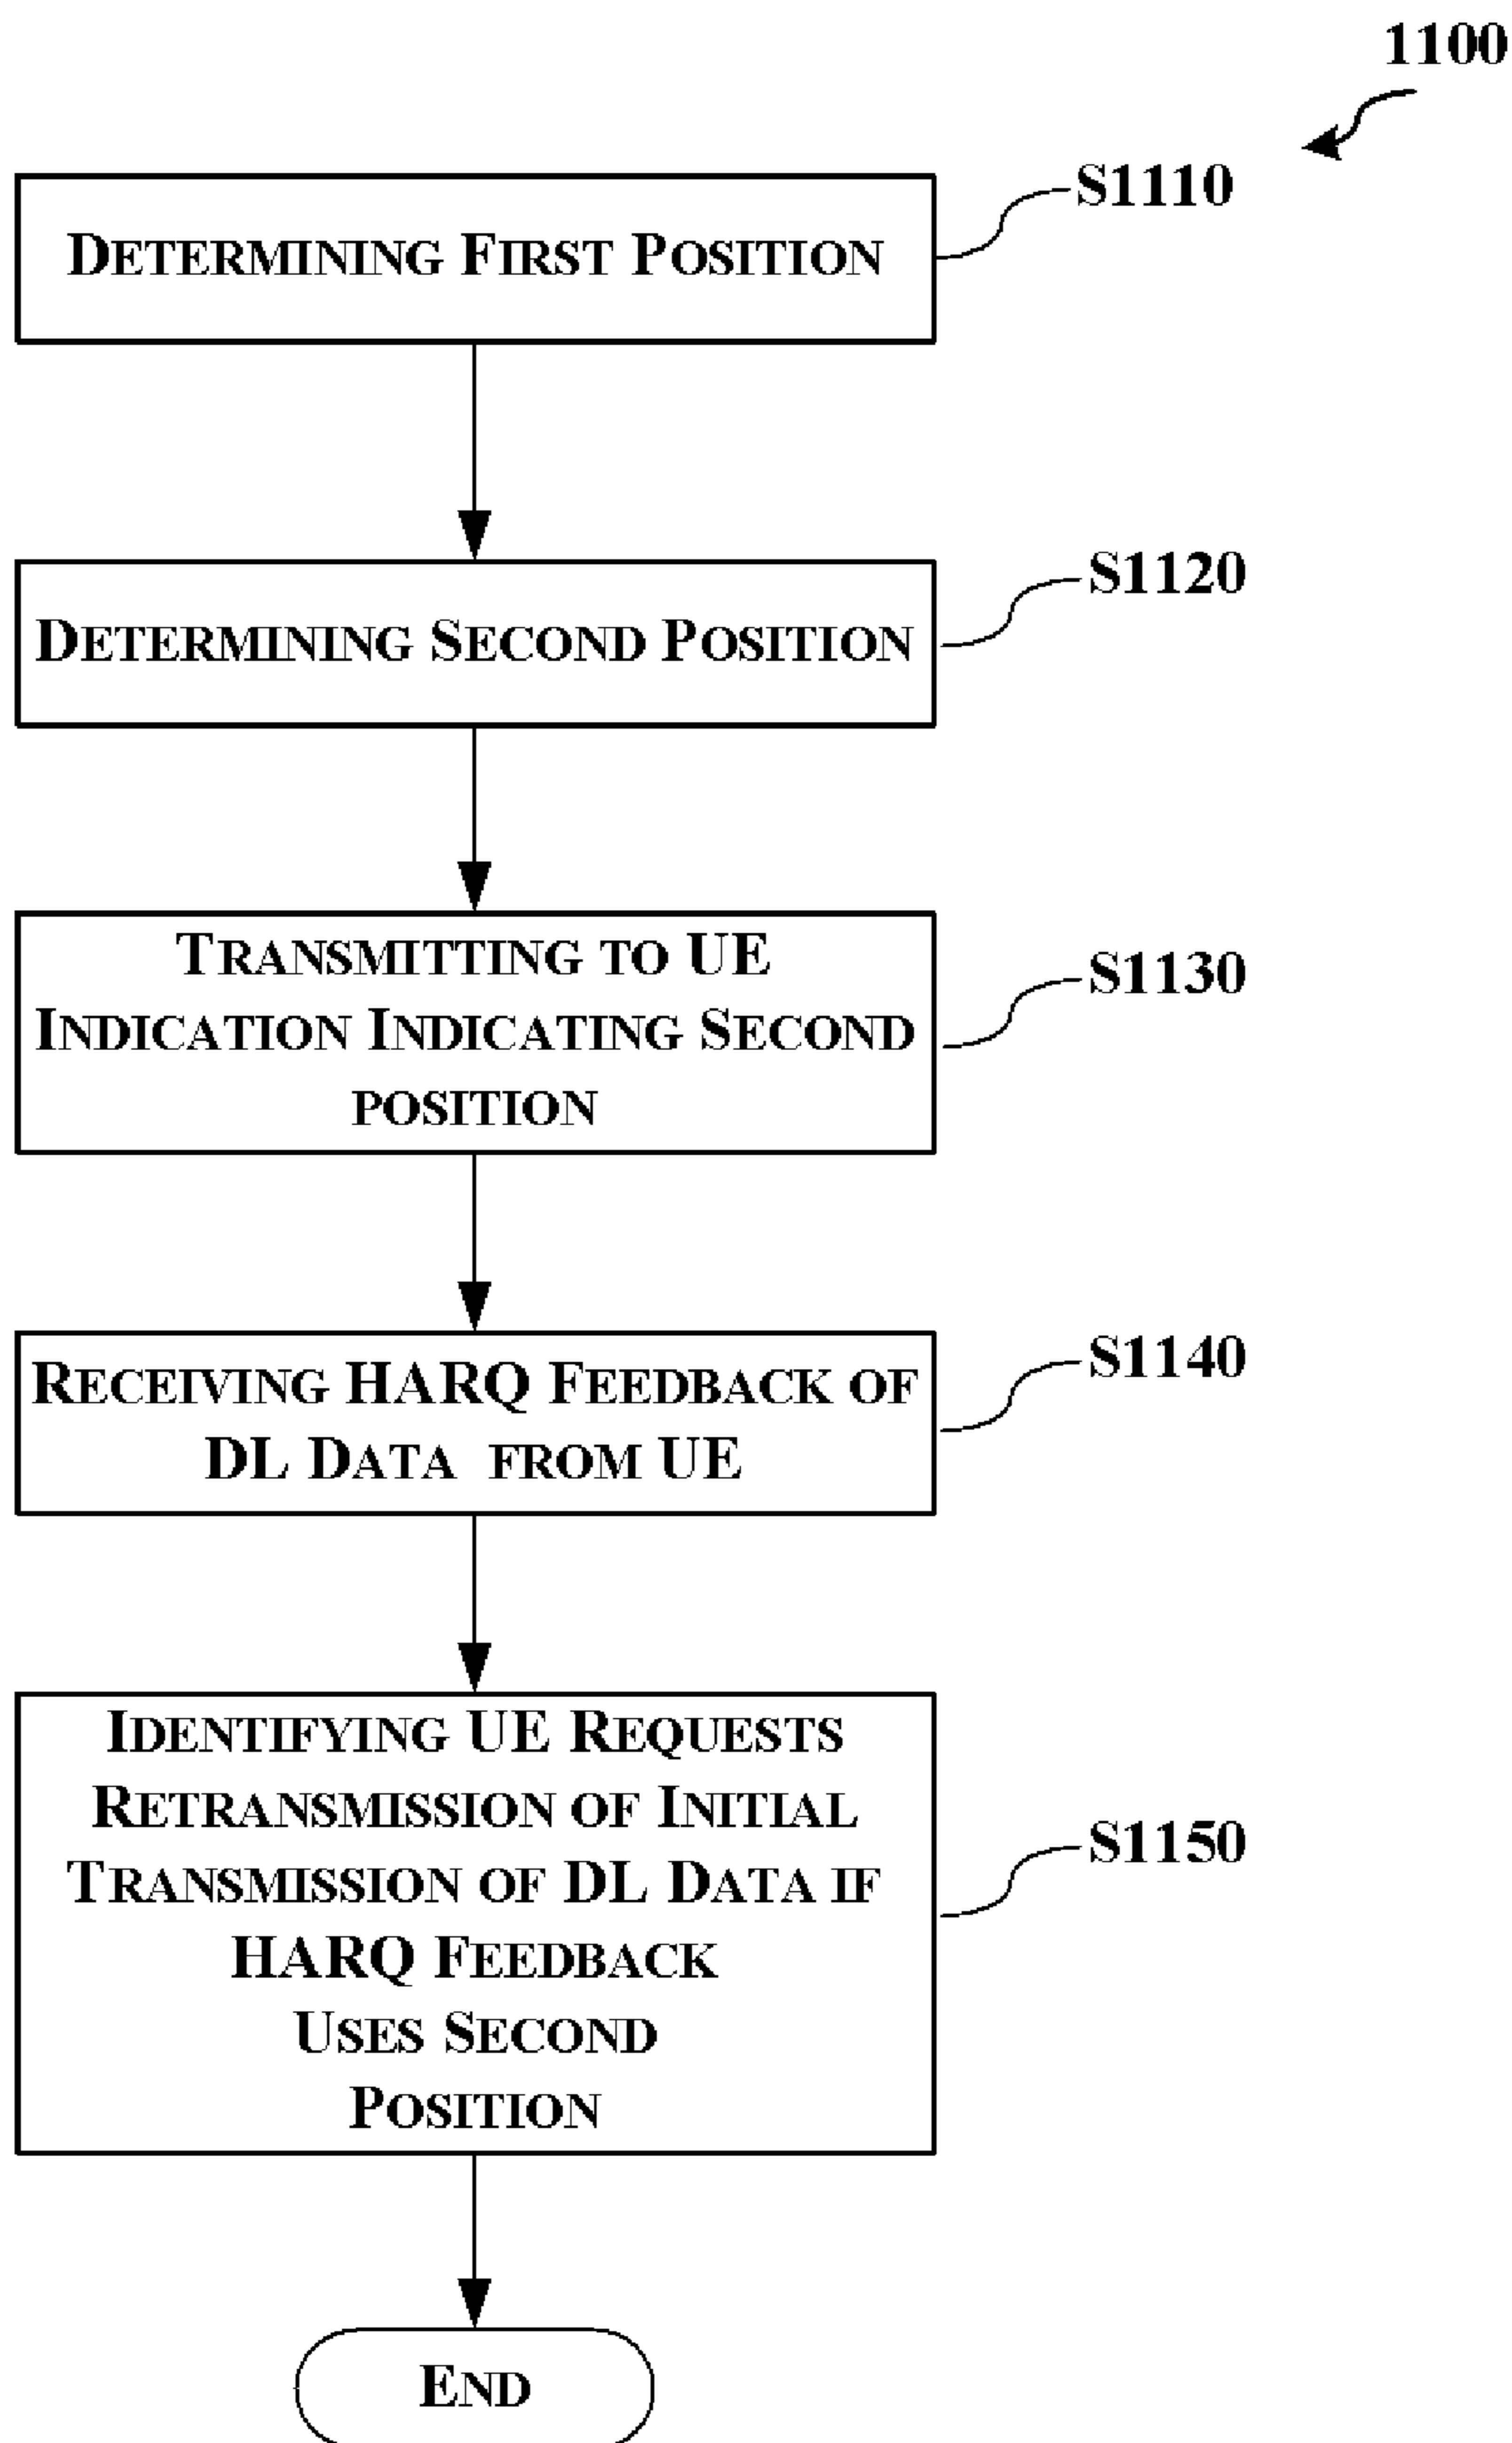 1100
S1110
DETERMINING FIRST POSITION
S1120
DETERMINING SECOND POSITION
TRANSMITTING TO UE
INDICATION INDICATING SECOND
POSITION
S1130
RECEIVING HARQ FEEDBACK OF
DL DATA FROM UE
S1140
IDENTIFYING UE REQUESTS
RETRANSMISSION OF INITIAL
TRANSMISSION OF DL DATA IF
HARQ FEEDBACK
USES SECOND
POSITION
S1150
END